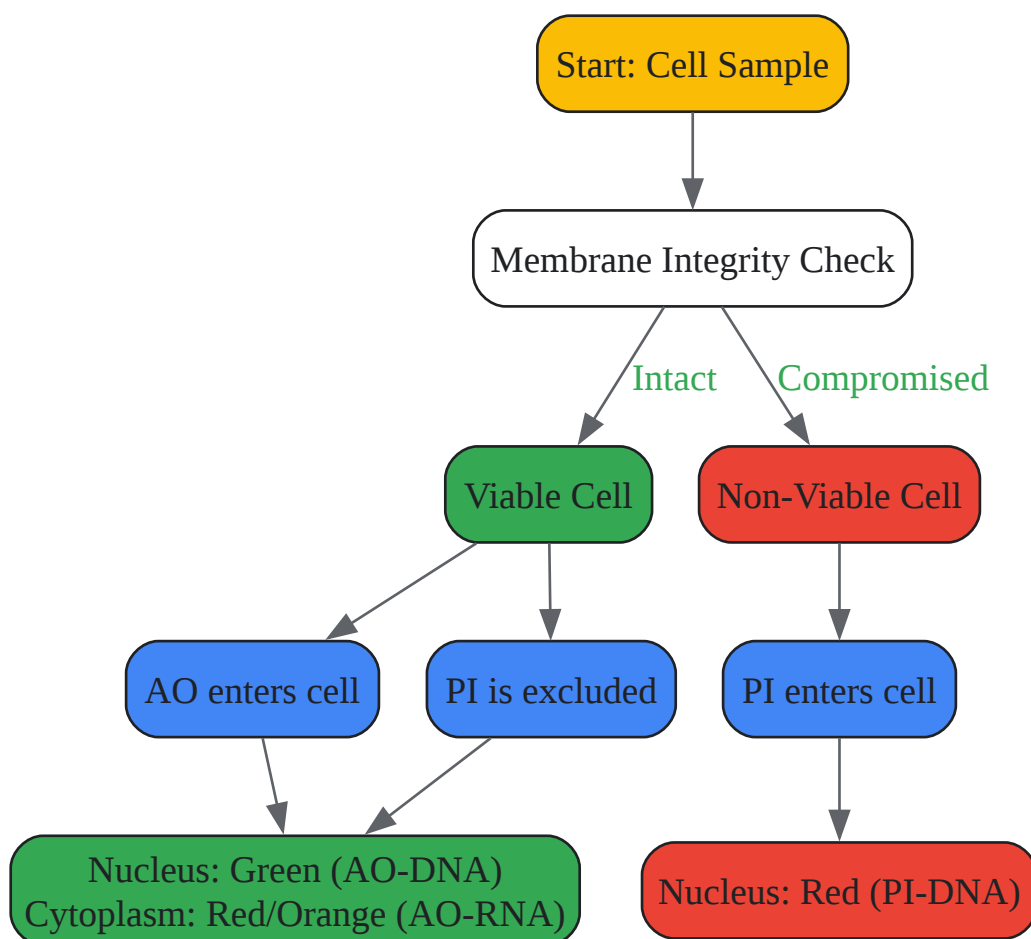 Start: Cell Sample
Membrane Integrity Check
Intact
Compromised
Viable Cell
Non-Viable Cell
AO enters cell
PI is excluded
PI enters cell
Nucleus: Green (AO-DNA)
Cytoplasm: Red/Orange (AO-RNA)
Nucleus: Red (PI-DNA)